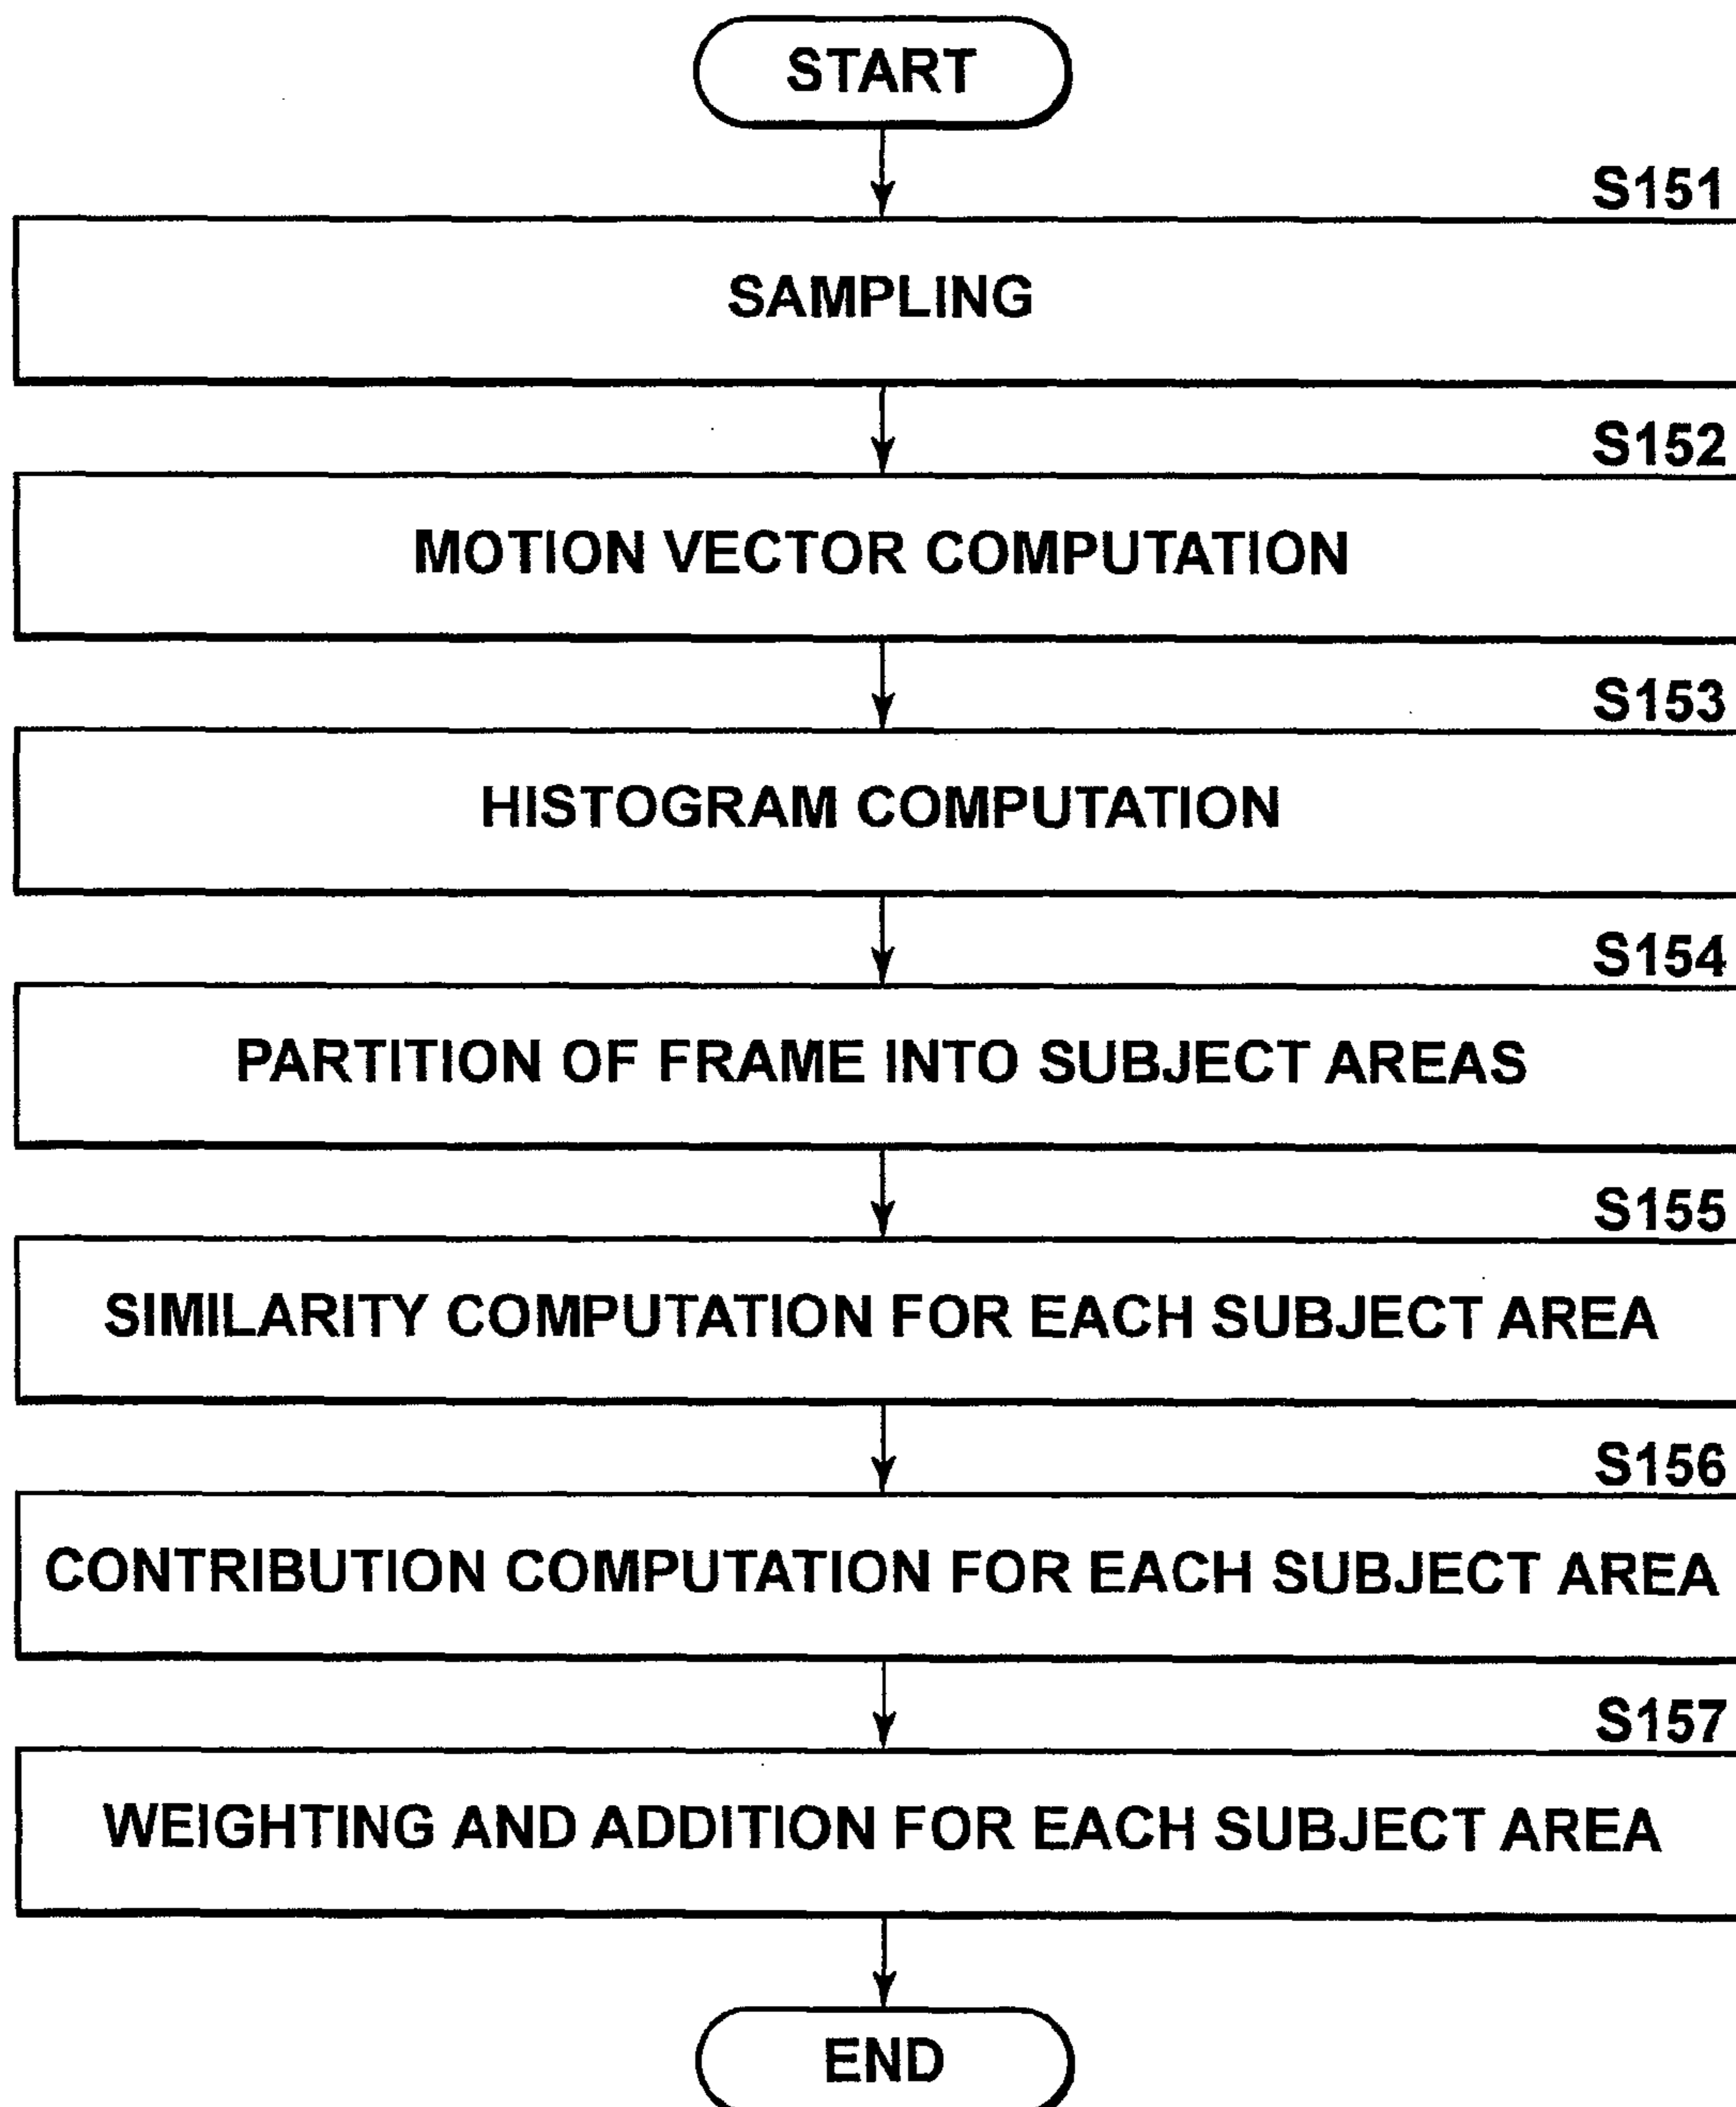 START
S151
SAMPLING
S152
MOTION VECTOR COMPUTATION
S153
HISTOGRAM COMPUTATION
S154
PARTITION OF FRAME INTO SUBJECT AREAS
S155
SIMILARITY COMPUTATION FOR EACH SUBJECT AREA
S156
CONTRIBUTION COMPUTATION FOR EACH SUBJECT AREA
S157
WEIGHTING AND ADDITION FOR EACH SUBJECT AREA
END